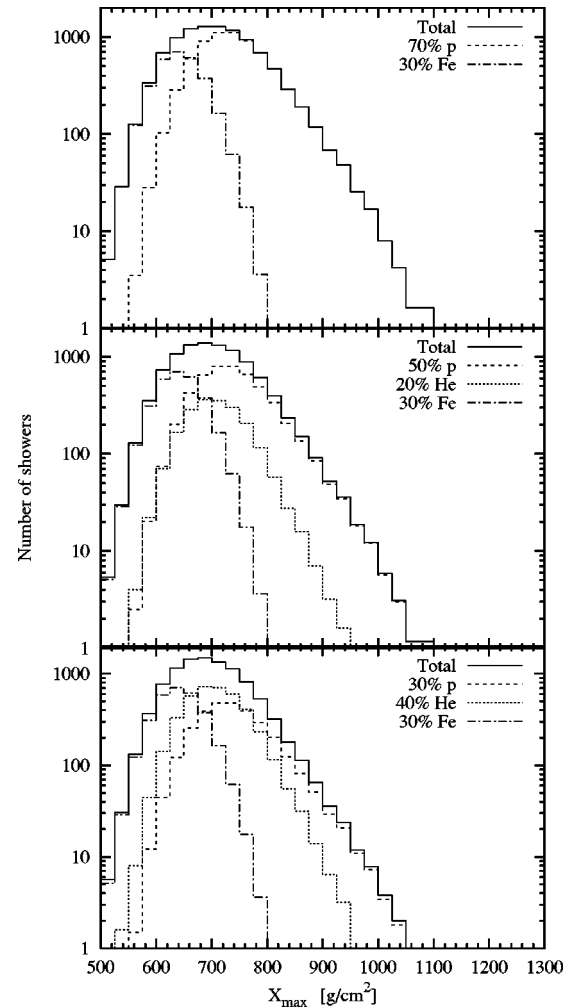 1000
100
10
1
Total
70% p
30% Fe
1000
100
10
1
Total
50% p
20% He
30% Fe
Number of showers
1000
100
10
1
Total
30% p
40% He
30% Fe
500 600 700 800 900 1000 1100 1200 1300
X_max [g/cm²]